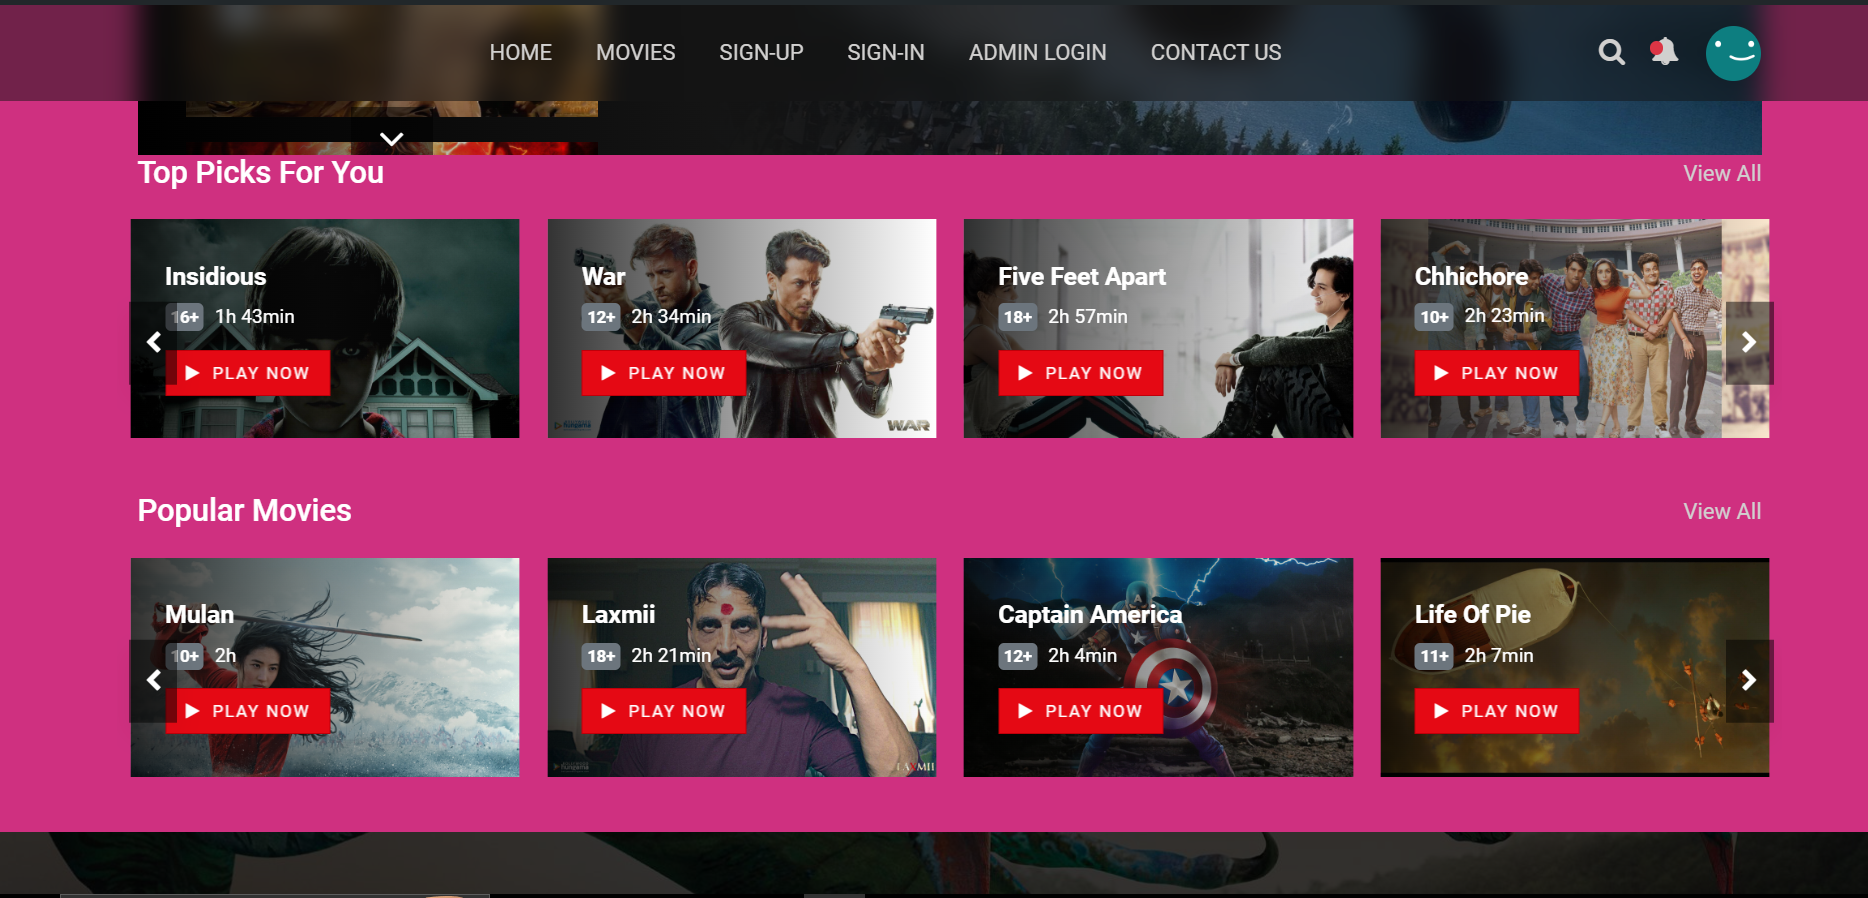 HOME MOVIES SIGN-UP SIGN-IN ADMIN LOGIN CONTACT US
Top Picks For You View All
Insidious
16+ 1h 43min
PLAY NOW
War
12+ 2h 34min
PLAY NOW
WAR
Five Feet Apart
18+ 2h 57min
PLAY NOW
Chhichore
10+ 2h 23min
PLAY NOW
Popular Movies View All
Mulan
10+ 2h
PLAY NOW
Laxmii
18+ 2h 21min
PLAY NOW
LAXMII
Captain America
12+ 2h 4min
PLAY NOW
Life Of Pie
11+ 2h 7min
PLAY NOW